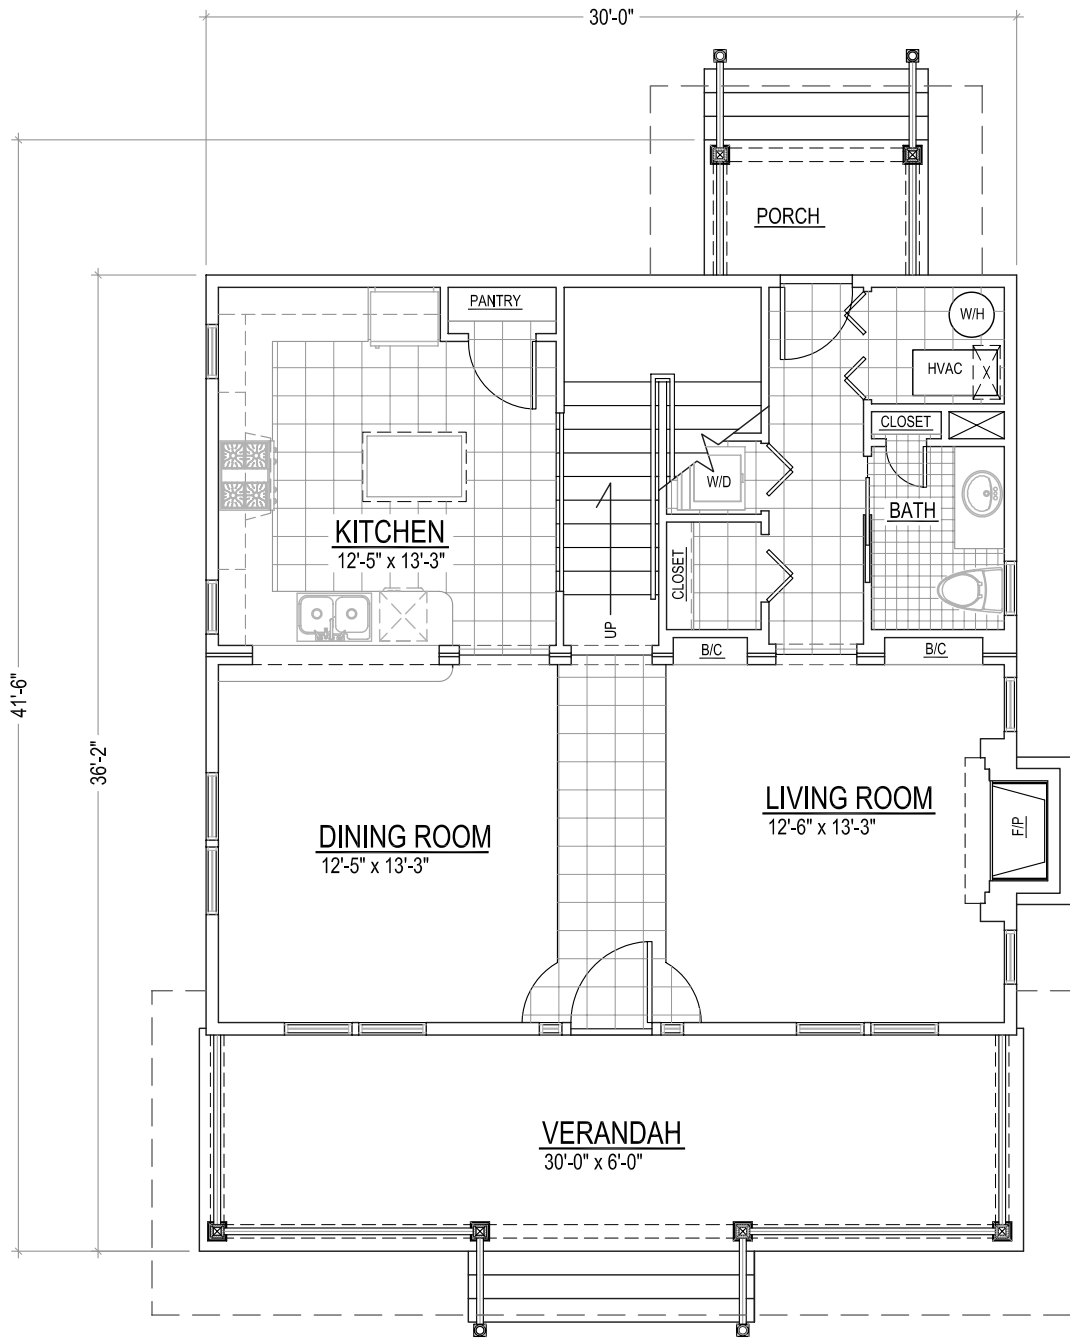 30'-0"
PORCH
PANTRY
W/H
HVAC
X
CLOSET
W/D
BATH
KITCHEN
12'-5" x 13'-3"
CLOSET
UP
B/C
B/C
41'-6"
36'-2"
LIVING ROOM
12'-6" x 13'-3"
F/P
DINING ROOM
12'-5" x 13'-3"
VERANDAH
30'-0" x 6'-0"